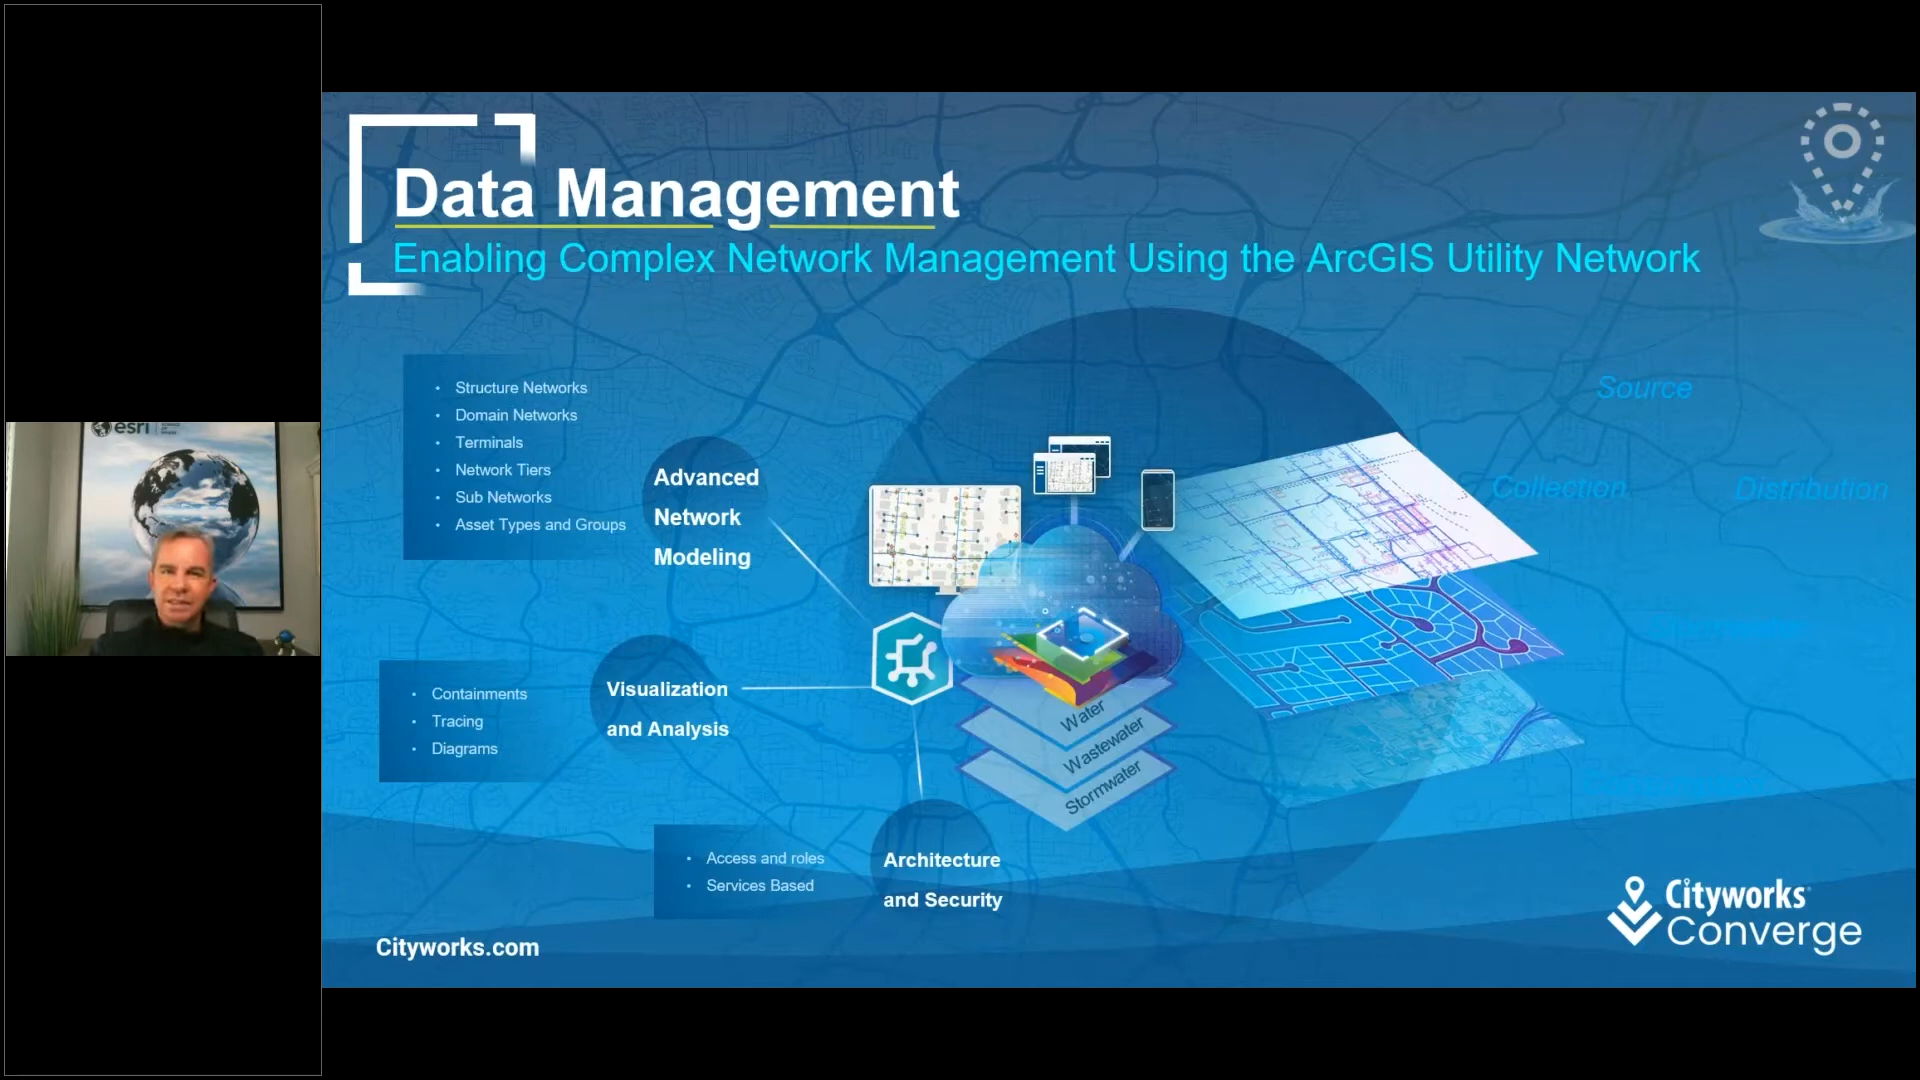 esri
Data Management
Enabling Complex Network Management Using the ArcGIS Utility Network
• Structure Networks
• Domain Networks
• Terminals
• Network Tiers
• Sub Networks
• Asset Types and Groups
Advanced
Network
Modeling
Source
Collection
Distribution
• Containments
• Tracing
• Diagrams
Visualization
and Analysis
Water
Wastewater
Stormwater
• Access and roles
• Services Based
Architecture
and Security
Cityworks.com
Cityworks
Converge